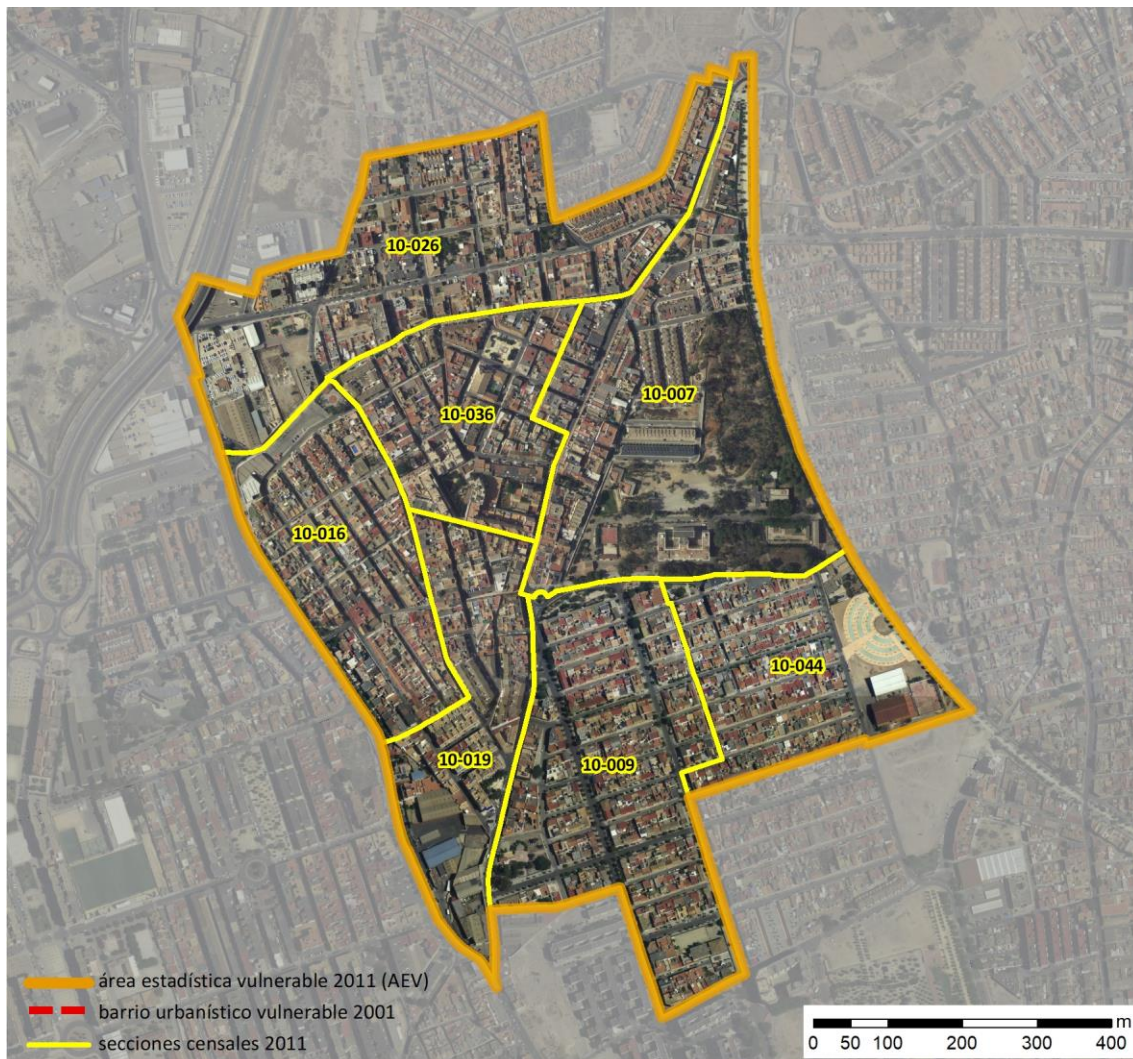 10-026
10-007
10-036
10-016
10-044
10-019
10-009
área estadística vulnerable 2011 (AEV)
barrio urbanístico vulnerable 2001
secciones censales 2011
m
0 50 100 200 300 400